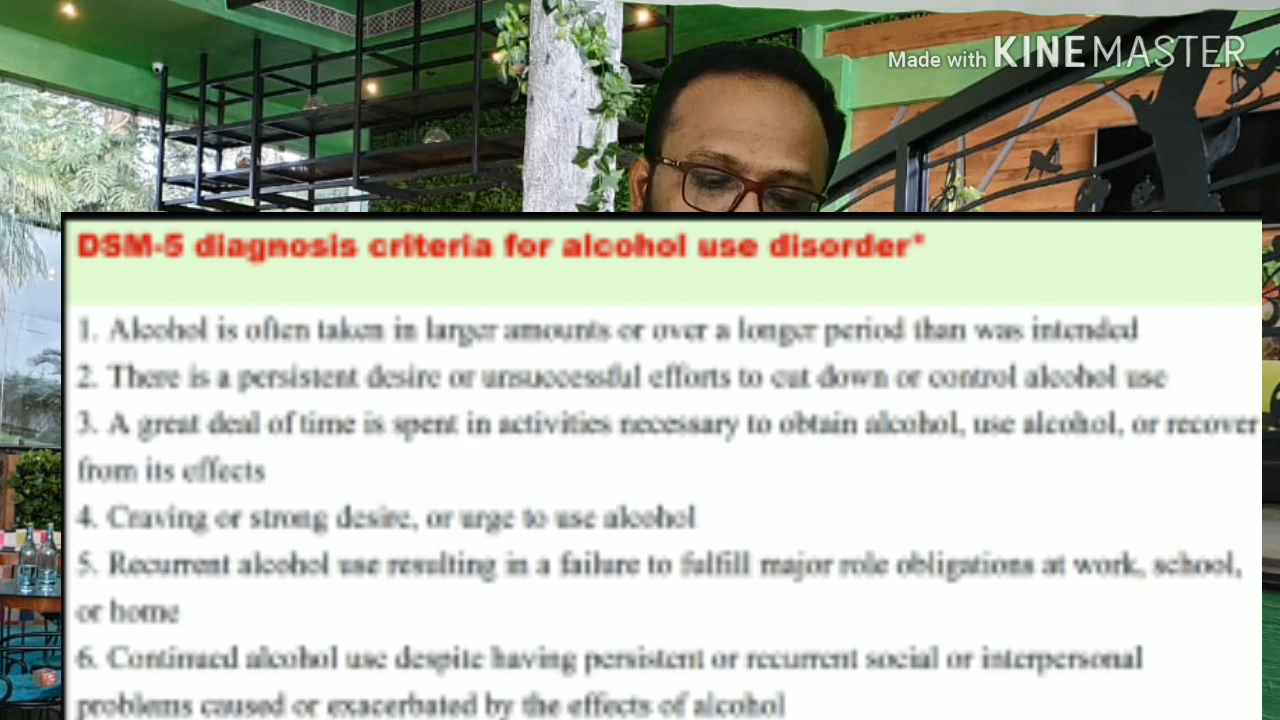 Made with KINEMASTER
DSM-5 diagnosis criteria for alcohol use disorder*
1. Alcohol is often taken in larger amounts or over a longer period than was intended
2. There is a persistent desire or unsuccessful efforts to cut down or control alcohol use
3. A great deal of time is spent in activities necessary to obtain alcohol, use alcohol, or recover
from its effects
4. Craving or strong desire, or urge to use alcohol
5. Recurrent alcohol use resulting in a failure to fulfill major role obligations at work, school,
or home
6. Continued alcohol use despite having persistent or recurrent social or interpersonal
problems caused or exacerbated by the effects of alcohol